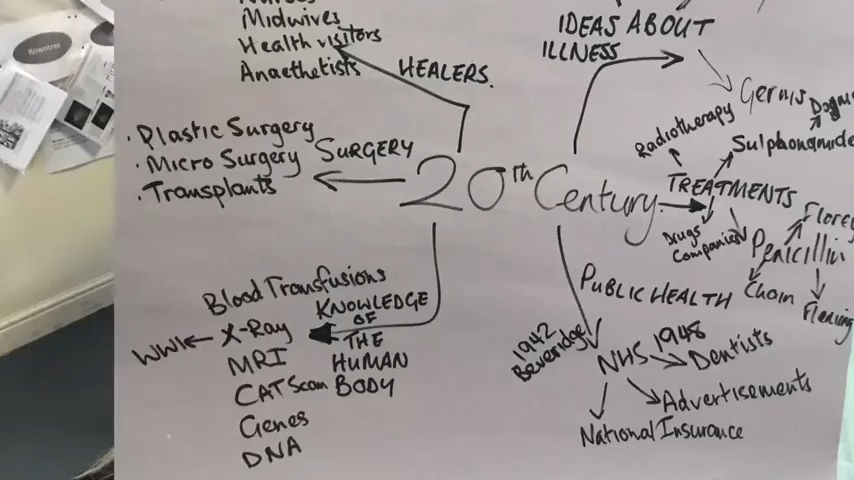 Rowntree
Midwives
Health visitors
Anaethetists
HEALERS.
IDEAS ABOUT
ILLNESS
Germs
· Plastic Surgery
· Micro Surgery
· Transplants
SURGERY
20th Century
TREATMENTS
Radiotherapy
Sulphonamide
Drugs
Companies
Penicillin
Florey
Chain
Fleming
Blood Transfusions
X-Ray
WW1
MRI
CAT Scan
Genes
DNA
KNOWLEDGE
OF
THE
HUMAN
BODY
PUBLIC HEALTH
1942
Beveridge
NHS 1948
Dentists
Advertisements
National Insurance